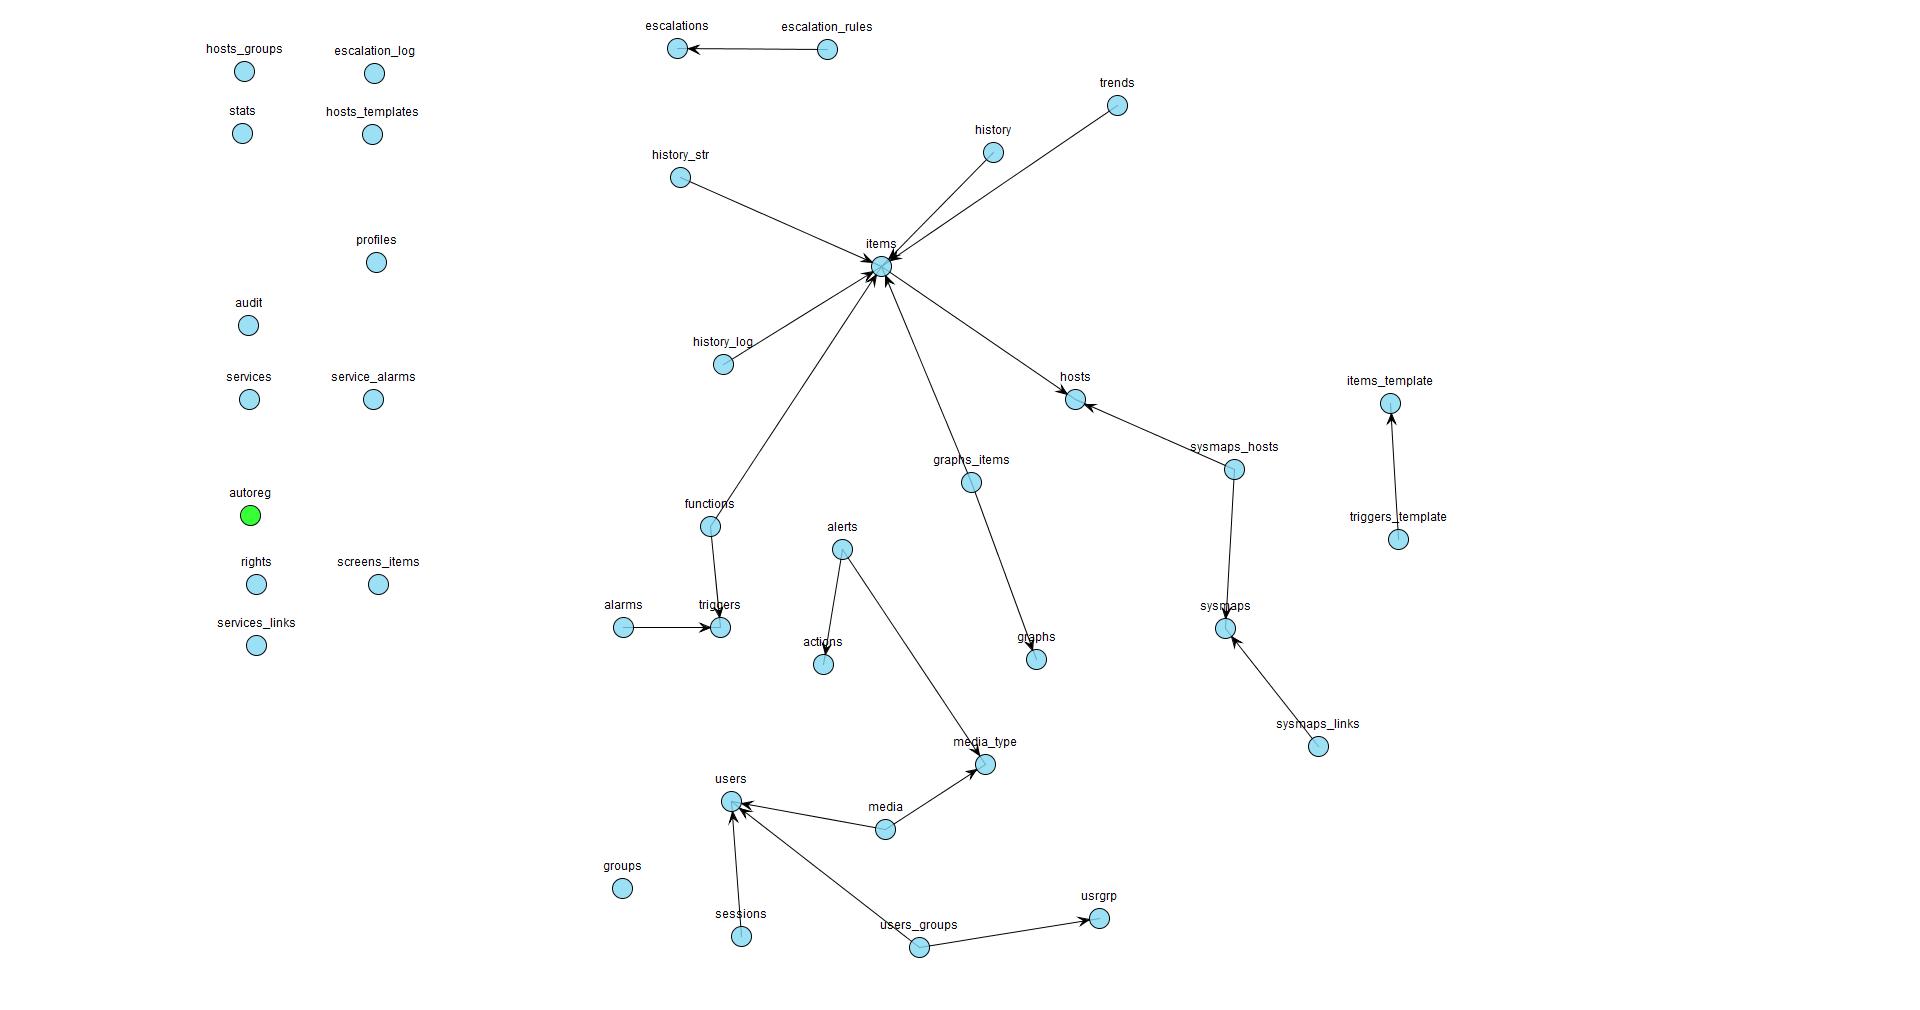 escalations
escalation_rules
hosts_groups
escalation_log
trends
stats
hosts_templates
history
history_str
profiles
items
audit
history_log
services
service_alarms
hosts
items_template
sysmaps_hosts
graphs_items
autoreg
functions
triggers_template
alerts
rights
screens_items
alarms
triggers
sysmaps
services_links
actions
graphs
sysmaps_links
media_type
users
media
groups
usrgrp
sessions
users_groups